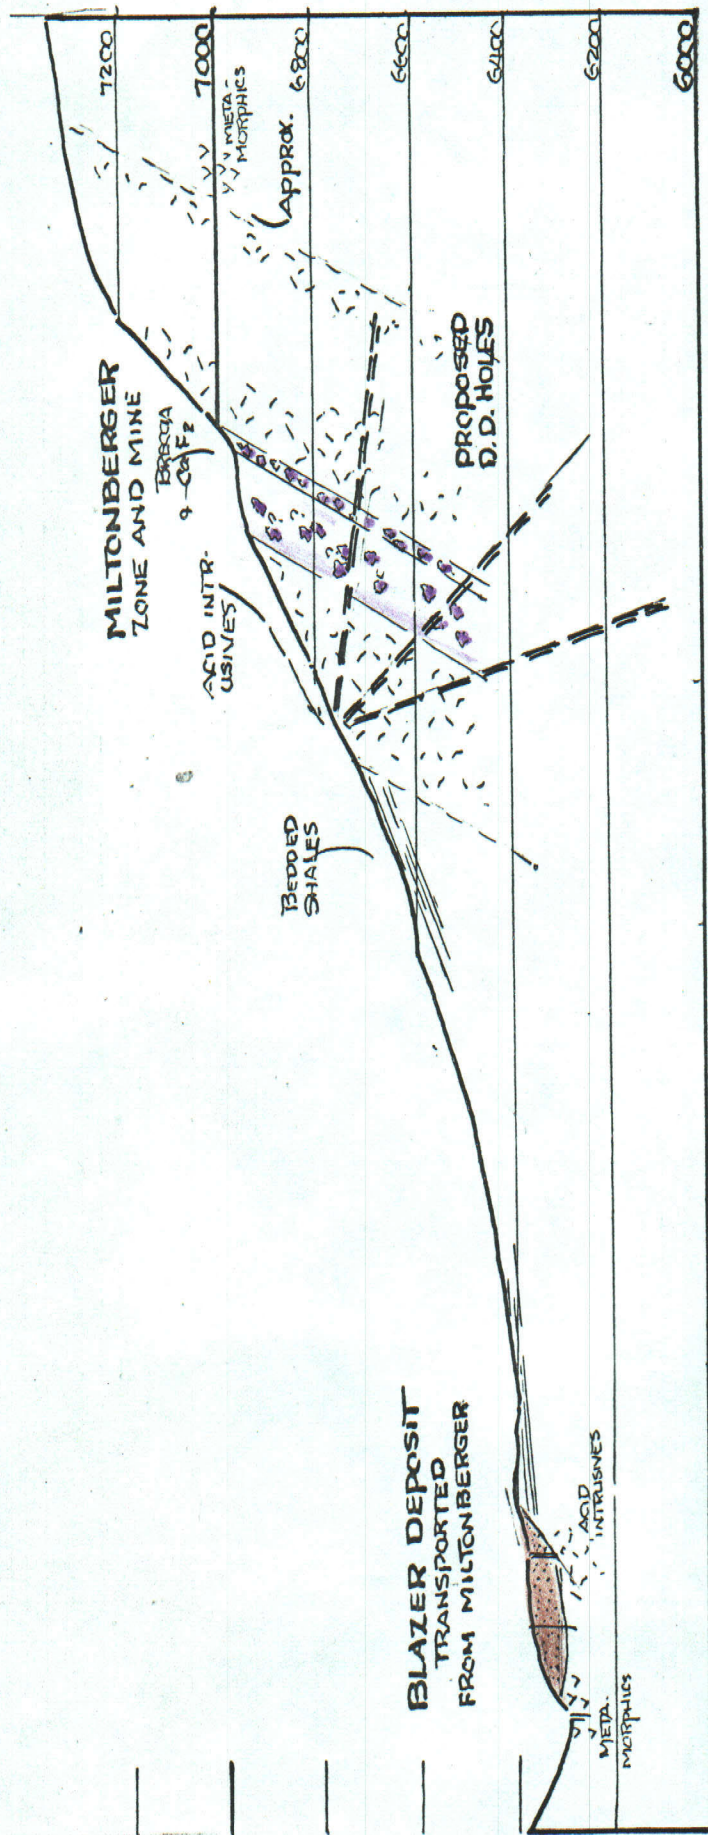 7200
7000
6800
6600
6400
6200
6000
META-
MORPHICS
APPROX.
MILTONBERGER
ZONE AND MINE
BRECCIA
& CaF2
ACID INTR-
USIVES
PROPOSED
D.D. HOLES
BEDDED
SHALES
BLAZER DEPOSIT
TRANSPORTED
FROM MILTONBERGER
ACID
INTRUSIVES
META-
MORPHICS